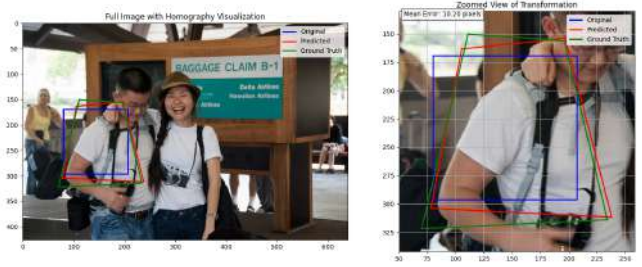 Full Image with Homography Visualization
Original
Predicted
Ground Truth
BAGGAGE CLAIM B-1
Delta Airlines
Hawaiian Airlines
Airlines
0
50
100
150
200
250
300
350
400
0
100
200
300
400
500
600
Zoomed View of Transformation
Mean Error: 10.20 pixels
Original
Predicted
Ground Truth
150
175
200
225
250
275
300
325
50
75
100
125
150
175
200
225
250